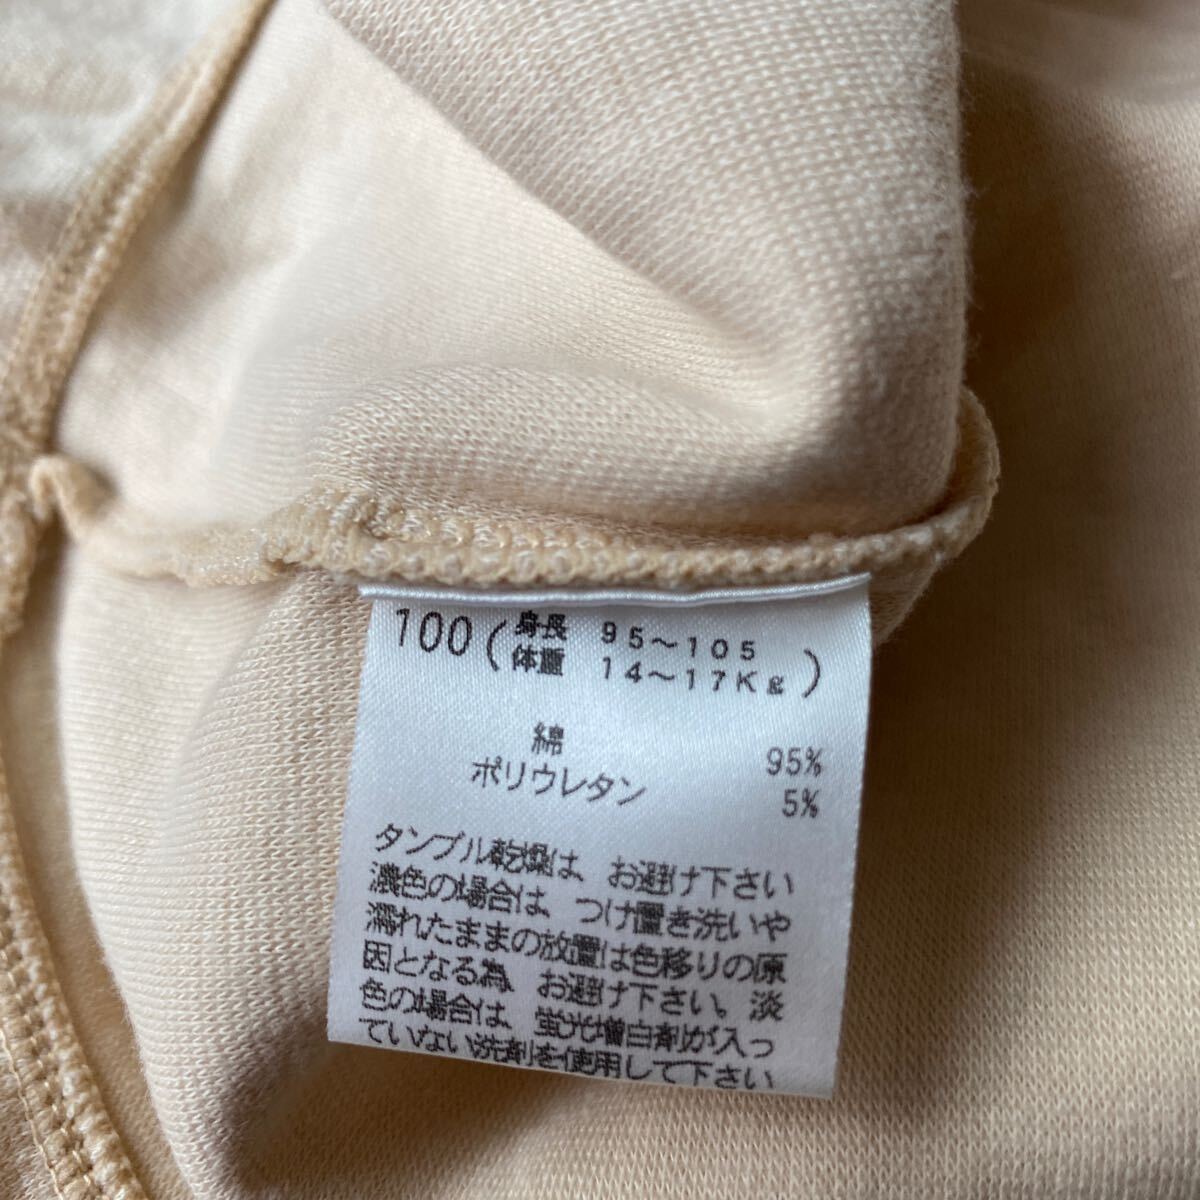 100(身長 95～105
体重 14～17Kg)
綿 95%
ポリウレタン 5%
タンブル乾燥は、お避け下さい
濃色の場合は、つけ置き洗いや
濡れたままの放置は色移りの原
因となる為、お避け下さい。淡
色の場合は、蛍光増白剤が入っ
ていない洗剤を使用して下さい